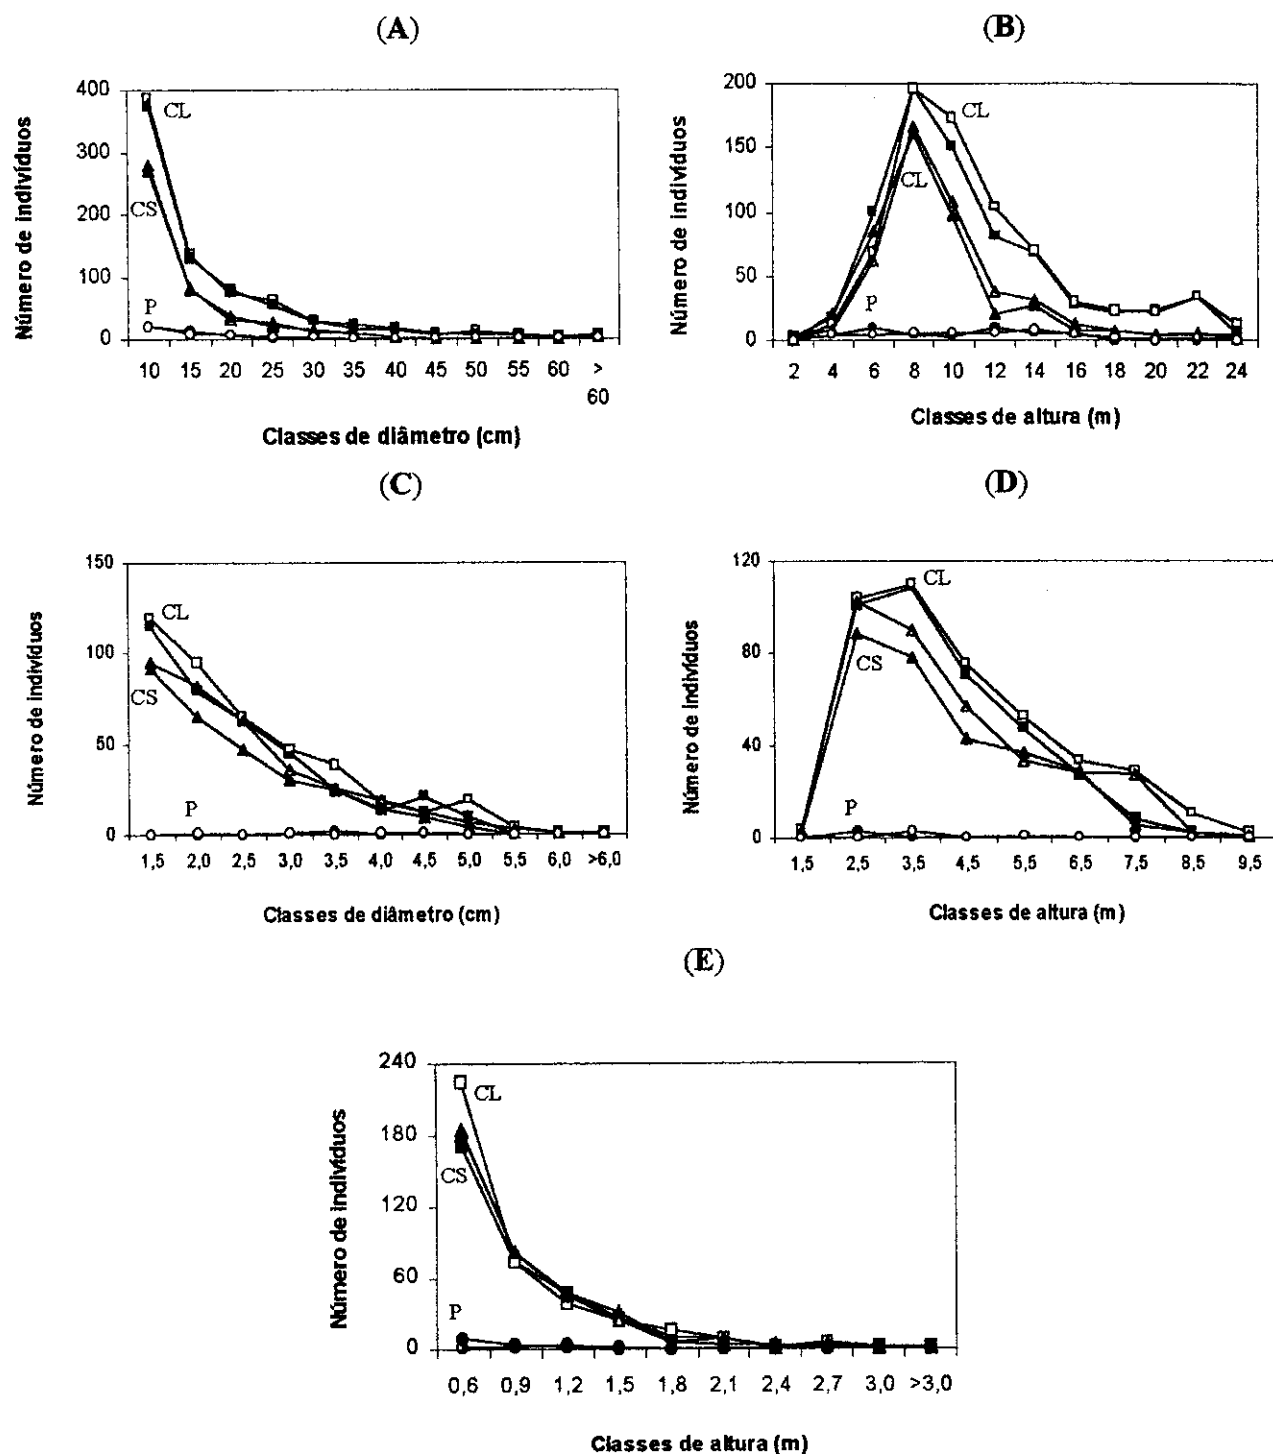 (A)
Número de indivíduos
400
300
200
100
0
CL
CS
P
10 15 20 25 30 35 40 45 50 55 60 >
60
Classes de diâmetro (cm)
(B)
Número de indivíduos
200
150
100
50
0
CL
CL
P
2 4 6 8 10 12 14 16 18 20 22 24
Classes de altura (m)
(C)
Número de indivíduos
150
100
50
0
CL
CS
P
1,5 2,0 2,5 3,0 3,5 4,0 4,5 5,0 5,5 6,0 >6,0
Classes de diâmetro (cm)
(D)
Número de indivíduos
120
80
40
0
CL
CS
P
1,5 2,5 3,5 4,5 5,5 6,5 7,5 8,5 9,5
Classes de altura (m)
(E)
Número de indivíduos
240
180
120
60
0
CL
CS
P
0,6 0,9 1,2 1,5 1,8 2,1 2,4 2,7 3,0 >3,0
Classes de altura (m)